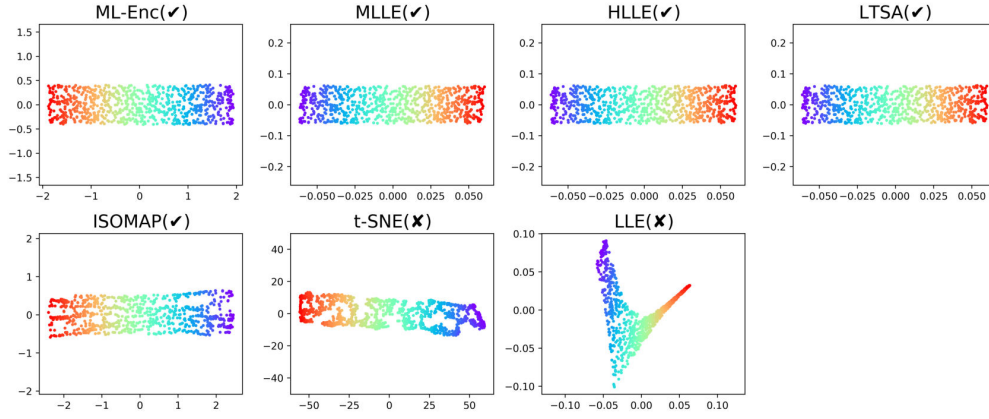 ML-Enc(✔) MLLE(✔) HLLE(✔) LTSA(✔)
1.5 0.2 0.2 0.2
1.0
0.5 0.1 0.1 0.1
0.0 0.0 0.0 0.0
−0.5 −0.1 −0.1 −0.1
−1.0
−1.5 −0.2 −0.2 −0.2
−2 −1 0 1 2 −0.050 −0.025 0.000 0.025 0.050 −0.050 −0.025 0.000 0.025 0.050 −0.050 −0.025 0.000 0.025 0.050
ISOMAP(✔) t-SNE(✘) LLE(✘)
2 40 0.10
1 20 0.05
0 0 0.00
−1 −20 −0.05
−2 −40 −0.10
−2 −1 0 1 2 −50 −25 0 25 50 −0.10 −0.05 0.00 0.05 0.10